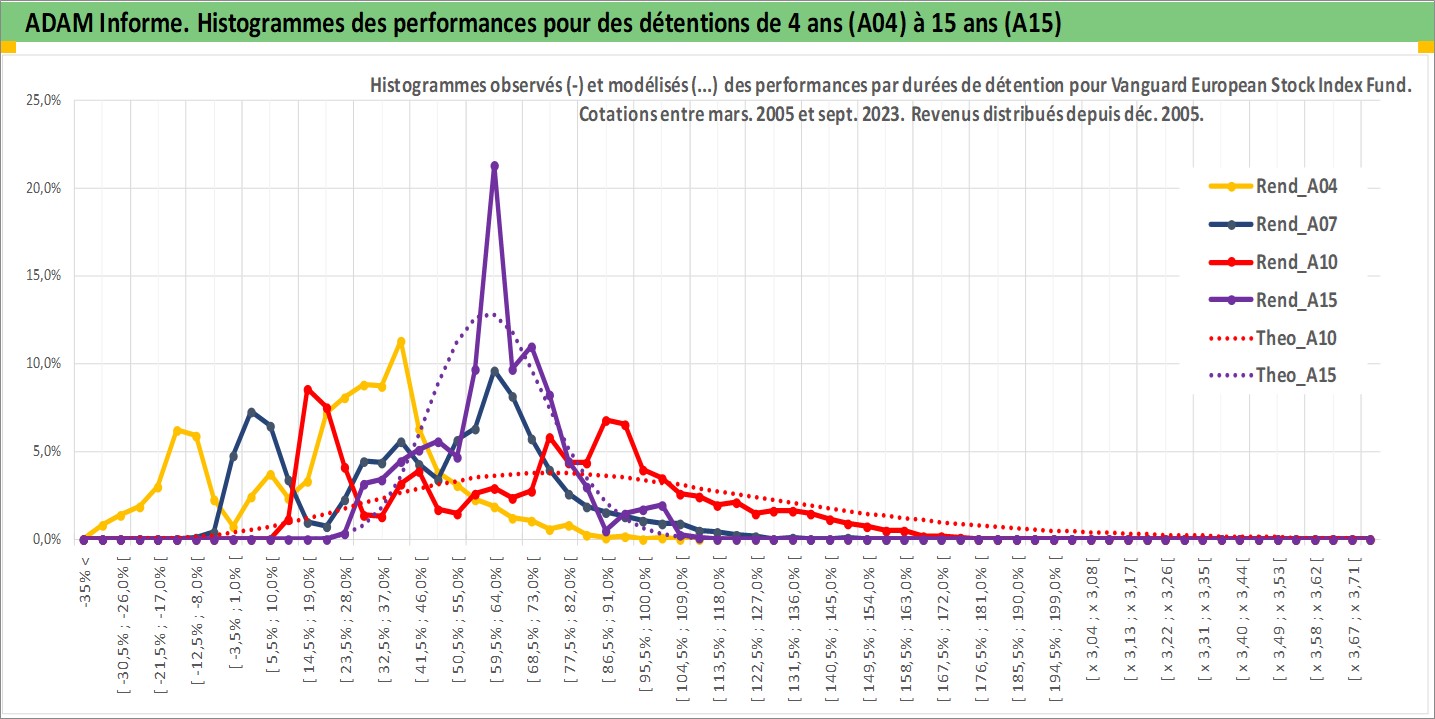 ADAM Informe. Histogrammes des performances pour des détentions de 4 ans (A04) à 15 ans (A15)
Histogrammes observés (-) et modélisés (...) des performances par durées de détention pour Vanguard European Stock Index Fund.
Cotations entre mars. 2005 et sept. 2023. Revenus distribués depuis déc. 2005.
25,0%
20,0%
15,0%
10,0%
5,0%
0,0%
Rend_A04
Rend_A07
Rend_A10
Rend_A15
Theo_A10
Theo_A15
-35% <
[ -30,5% ; -26,0% [
[ -21,5% ; -17,0% [
[ -12,5% ; -8,0% [
[ -3,5% ; 1,0% [
[ 5,5% ; 10,0% [
[ 14,5% ; 19,0% [
[ 23,5% ; 28,0% [
[ 32,5% ; 37,0% [
[ 41,5% ; 46,0% [
[ 50,5% ; 55,0% [
[ 59,5% ; 64,0% [
[ 68,5% ; 73,0% [
[ 77,5% ; 82,0% [
[ 86,5% ; 91,0% [
[ 95,5% ; 100,0% [
[ 104,5% ; 109,0% [
[ 113,5% ; 118,0% [
[ 122,5% ; 127,0% [
[ 131,5% ; 136,0% [
[ 140,5% ; 145,0% [
[ 149,5% ; 154,0% [
[ 158,5% ; 163,0% [
[ 167,5% ; 172,0% [
[ 176,5% ; 181,0% [
[ 185,5% ; 190,0% [
[ 194,5% ; 199,0% [
[ x 3,04 ; x 3,08 [
[ x 3,13 ; x 3,17 [
[ x 3,22 ; x 3,26 [
[ x 3,31 ; x 3,35 [
[ x 3,40 ; x 3,44 [
[ x 3,49 ; x 3,53 [
[ x 3,58 ; x 3,62 [
[ x 3,67 ; x 3,71 [